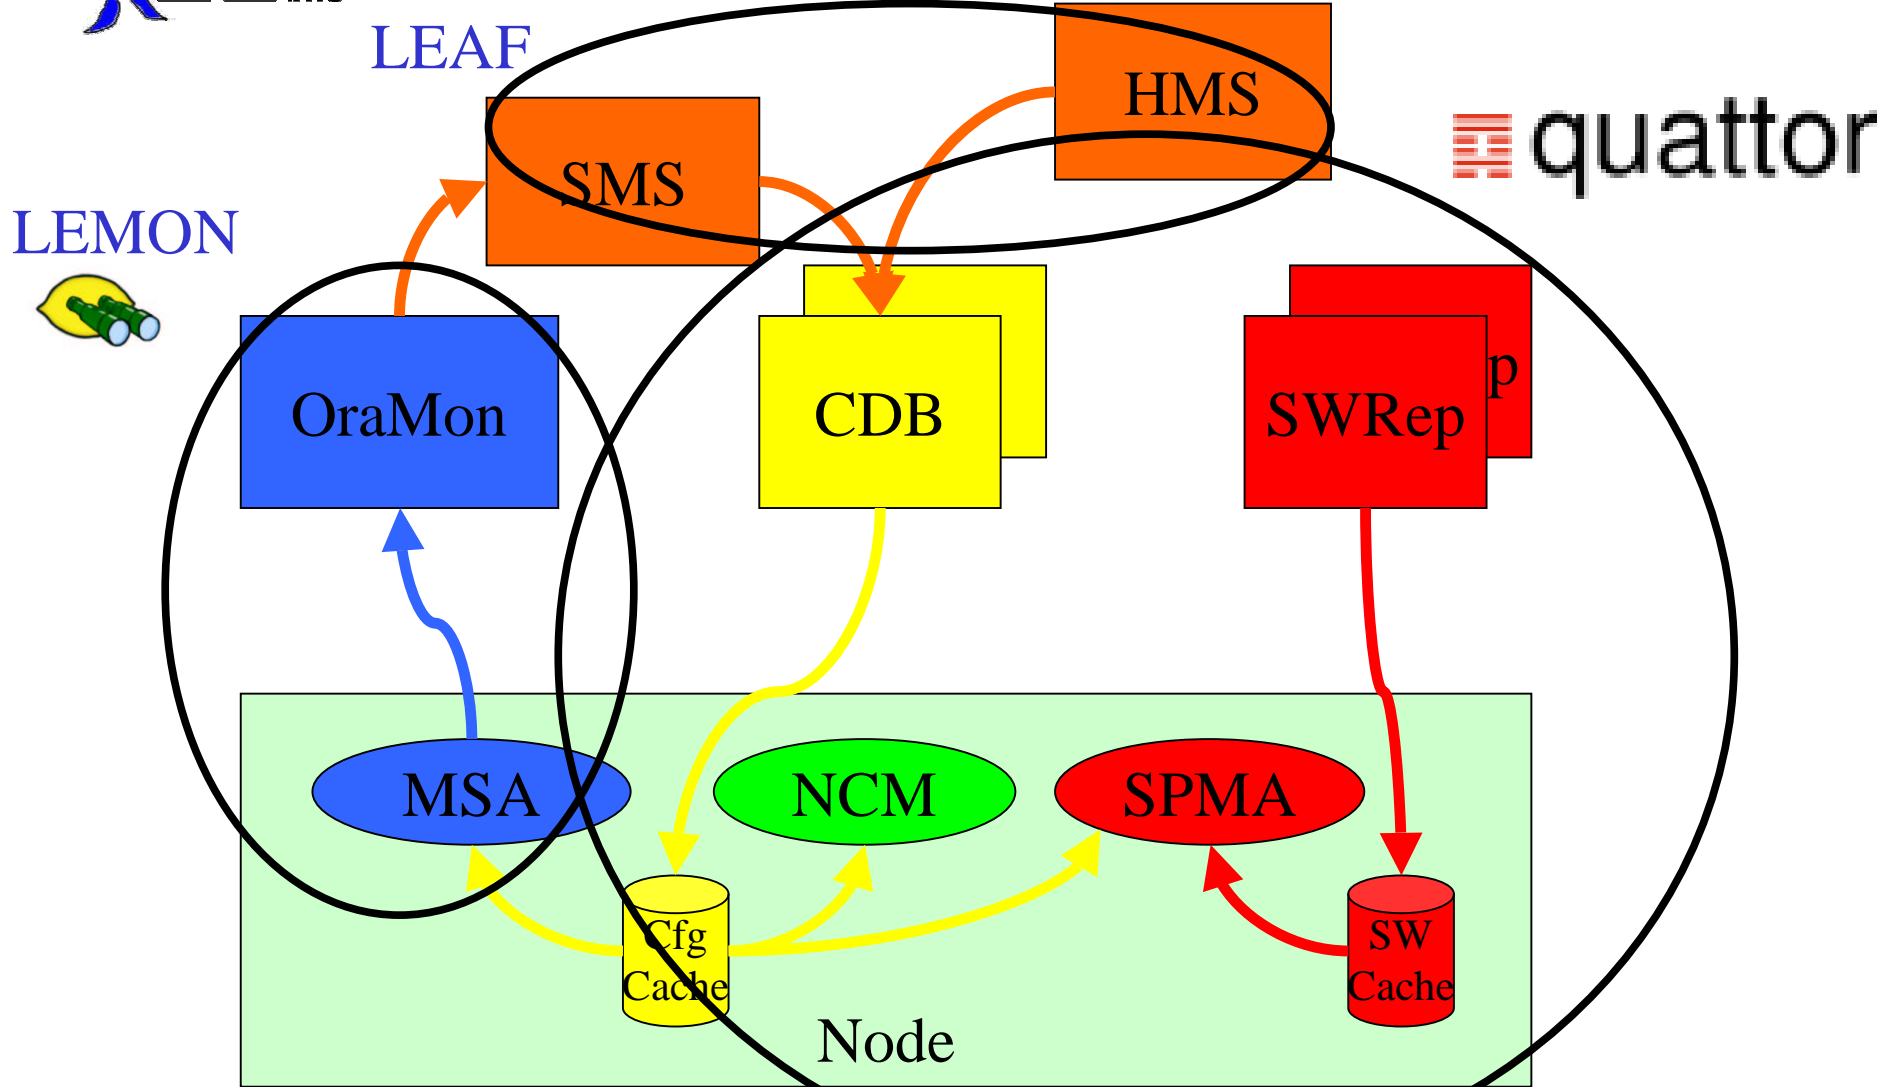 LEAF
HMS
quattor
SMS
LEMON
OraMon
CDB
SWRep
p
MSA
NCM
SPMA
Cfg
Cache
SW
Cache
Node